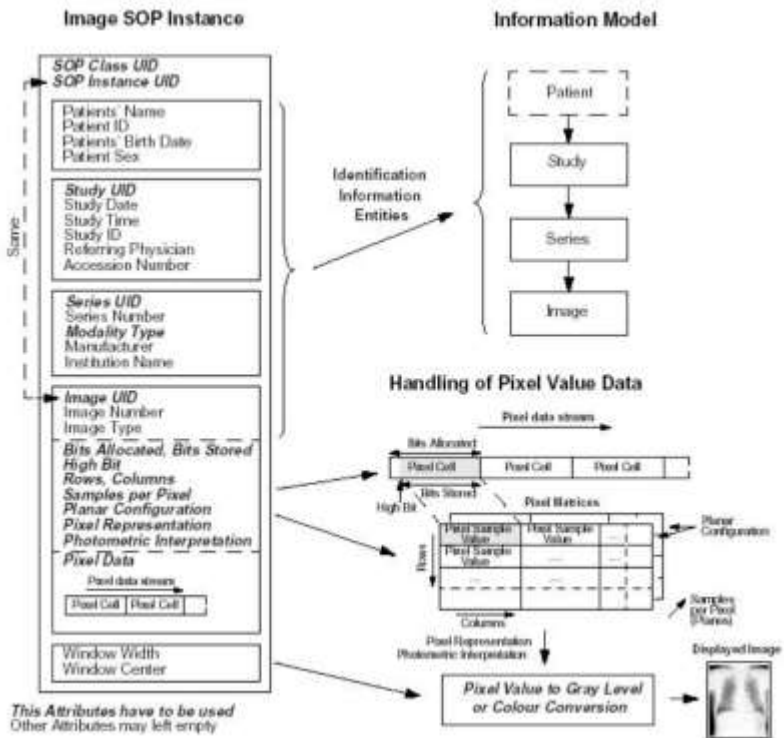 Image SOP Instance
SOP Class UID
SOP Instance UID
Patients' Name
Patient ID
Patients' Birth Date
Patient Sex
Study UID
Study Date
Study Time
Study ID
Referring Physician
Accession Number
Series UID
Series Number
Modality Type
Manufacturer
Institution Name
Image UID
Image Number
Image Type
Bits Allocated, Bits Stored
High Bit
Rows, Columns
Samples per Pixel
Planar Configuration
Pixel Representation
Photometric Interpretation
Pixel Data
Pixel data stream
Pixel Cell
Pixel Cell
Window Width
Window Center
This Attributes have to be used
Other Attributes may left empty
Same
Identification
Information
Entities
Information Model
Patient
Study
Series
Image
Handling of Pixel Value Data
Pixel data stream
Bits Allocated
Pixel Cell
Pixel Cell
Pixel Cell
Bits Stored
High Bit
Pixel Matrices
Pixel Sample
Value
Pixel Sample
Value
....
Pixel Sample
Value
....
....
....
Rows
Columns
Planar
Configuration
Samples
per Pixel
(Planes)
Pixel Representation
Photometric Interpretation
Pixel Value to Gray Level
or Colour Conversion
Displayed Image